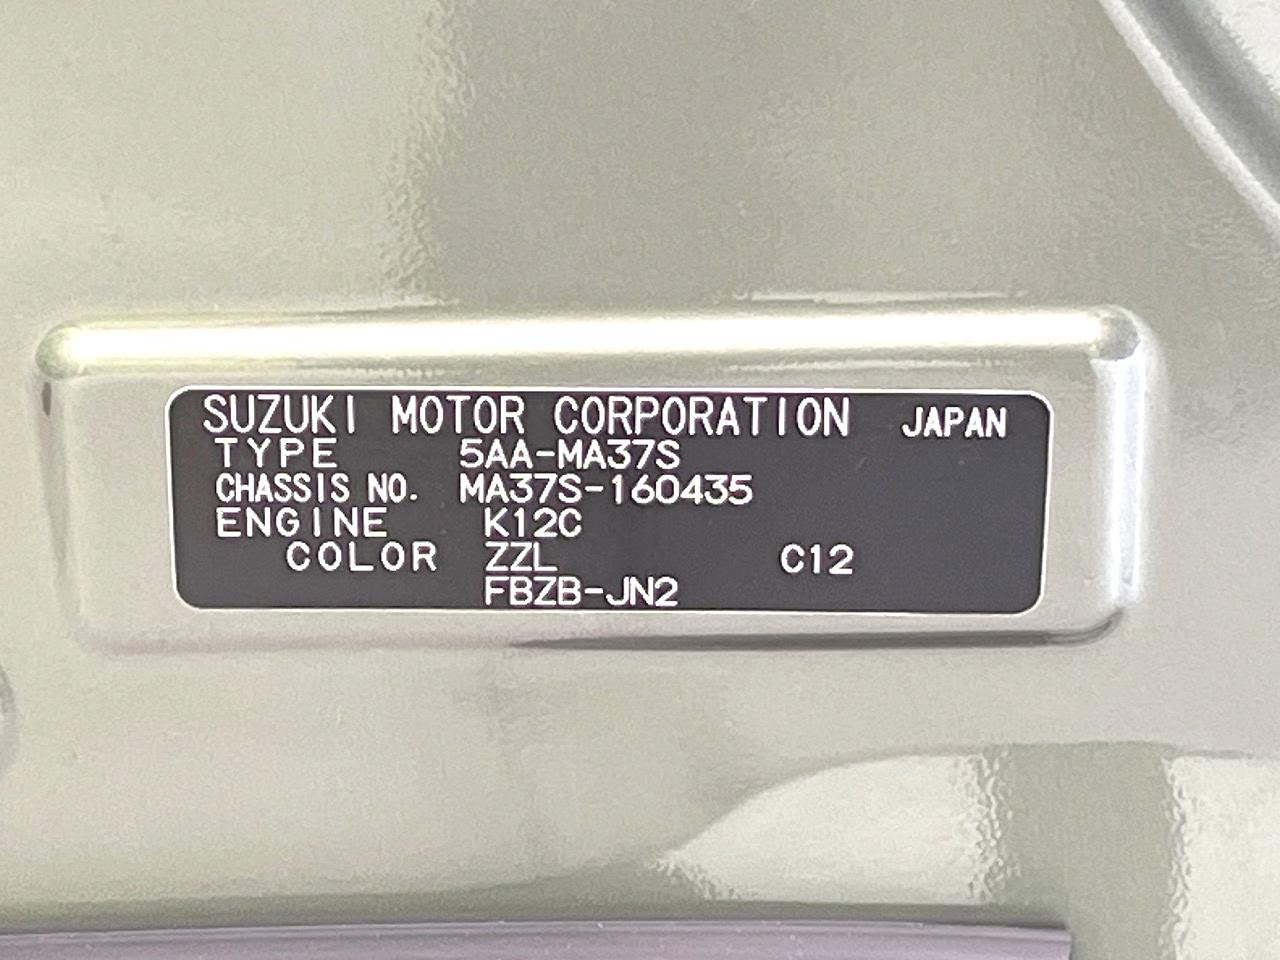 SUZUKI MOTOR CORPORATION JAPAN
TYPE 5AA-MA37S
CHASSIS NO. MA37S-160435
ENGINE K12C
COLOR ZZL C12
FBZB-JN2